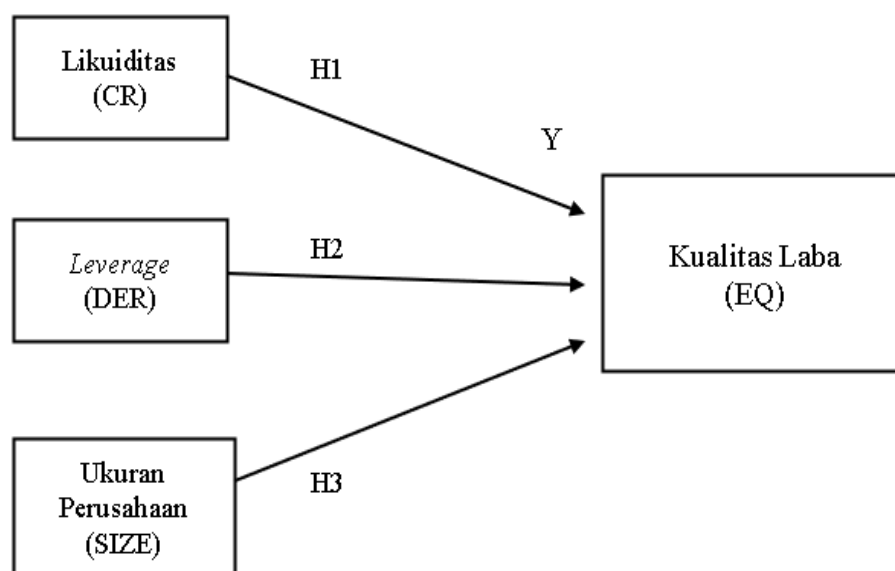 Likuiditas
(CR)
H1
Y
Leverage
(DER)
H2
Kualitas Laba
(EQ)
Ukuran
Perusahaan
(SIZE)
H3